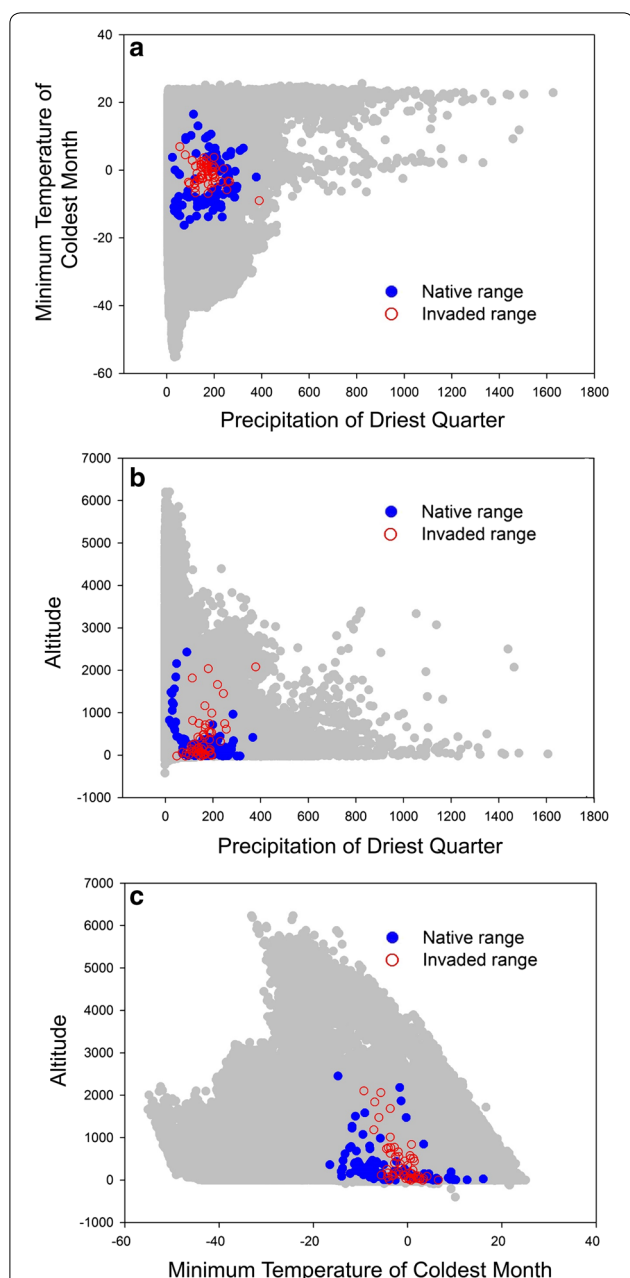 a
40
20
0
-20
-40
-60
Minimum Temperature of
Coldest Month
Native range
Invaded range
0 200 400 600 800 1000 1200 1400 1600 1800
Precipitation of Driest Quarter
b
7000
6000
5000
4000
3000
2000
1000
0
-1000
Altitude
Native range
Invaded range
0 200 400 600 800 1000 1200 1400 1600 1800
Precipitation of Driest Quarter
c
7000
6000
5000
4000
3000
2000
1000
0
-1000
Altitude
Native range
Invaded range
-60 -40 -20 0 20 40
Minimum Temperature of Coldest Month